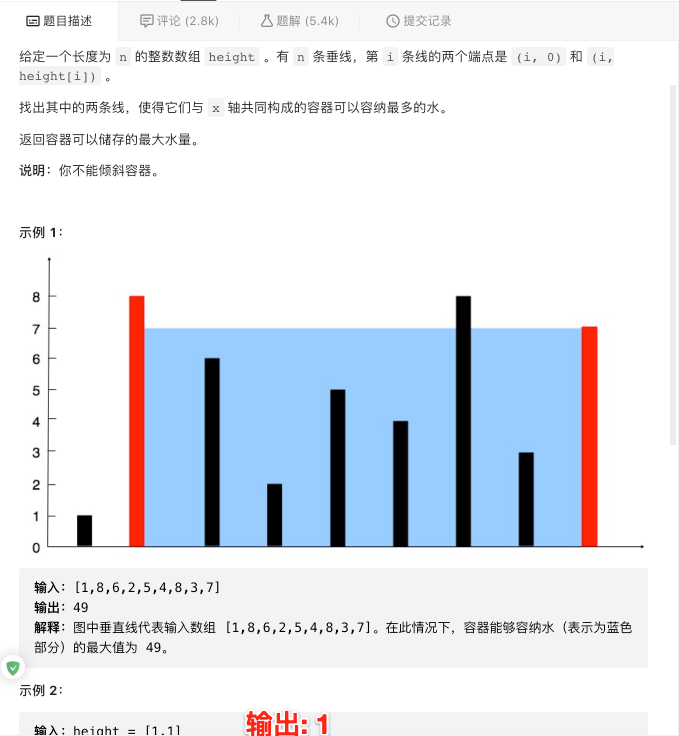 题目描述 评论 (2.8k) 题解 (5.4k) 提交记录
给定一个长度为 n 的整数数组 height 。有 n 条垂线，第 i 条线的两个端点是 (i, 0) 和 (i,
height[i]) 。
找出其中的两条线，使得它们与 x 轴共同构成的容器可以容纳最多的水。
返回容器可以储存的最大水量。
说明：你不能倾斜容器。
示例 1：
8
7
6
5
4
3
2
1
0
输入：[1,8,6,2,5,4,8,3,7]
输出：49
解释：图中垂直线代表输入数组 [1,8,6,2,5,4,8,3,7]。在此情况下，容器能够容纳水（表示为蓝色
部分）的最大值为 49。
示例 2：
输入：height = [1,1]
输出: 1